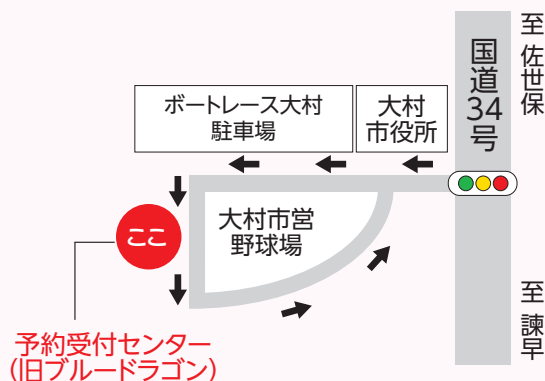 至 佐世保
国道34号
ボートレース大村
駐車場
大村
市役所
ここ
大村市営
野球場
至 諫早
予約受付センター
(旧ブルードラゴン)